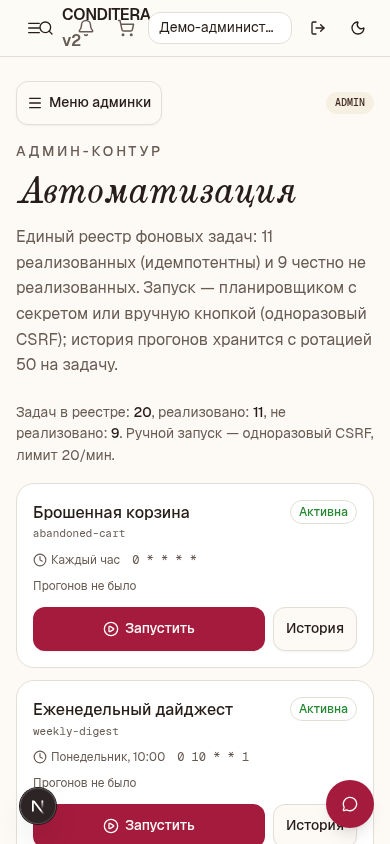 CONDITERA
v2
Демо-админист...
Меню админки
ADMIN
АДМИН-КОНТУР
Автоматизация
Единый реестр фоновых задач: 11
реализованных (идемпотентны) и 9 честно не
реализованных. Запуск — планировщиком с
секретом или вручную кнопкой (одноразовый
CSRF); история прогонов хранится с ротацией
50 на задачу.
Задач в реестре: 20, реализовано: 11, не
реализовано: 9. Ручной запуск — одноразовый CSRF,
лимит 20/мин.
Брошенная корзина
Активна
abandoned-cart
Каждый час 0 * * * *
Прогонов не было
Запустить
История
Еженедельный дайджест
Активна
weekly-digest
Понедельник, 10:00 0 10 * * 1
Прогонов не было
N
Запустить
История